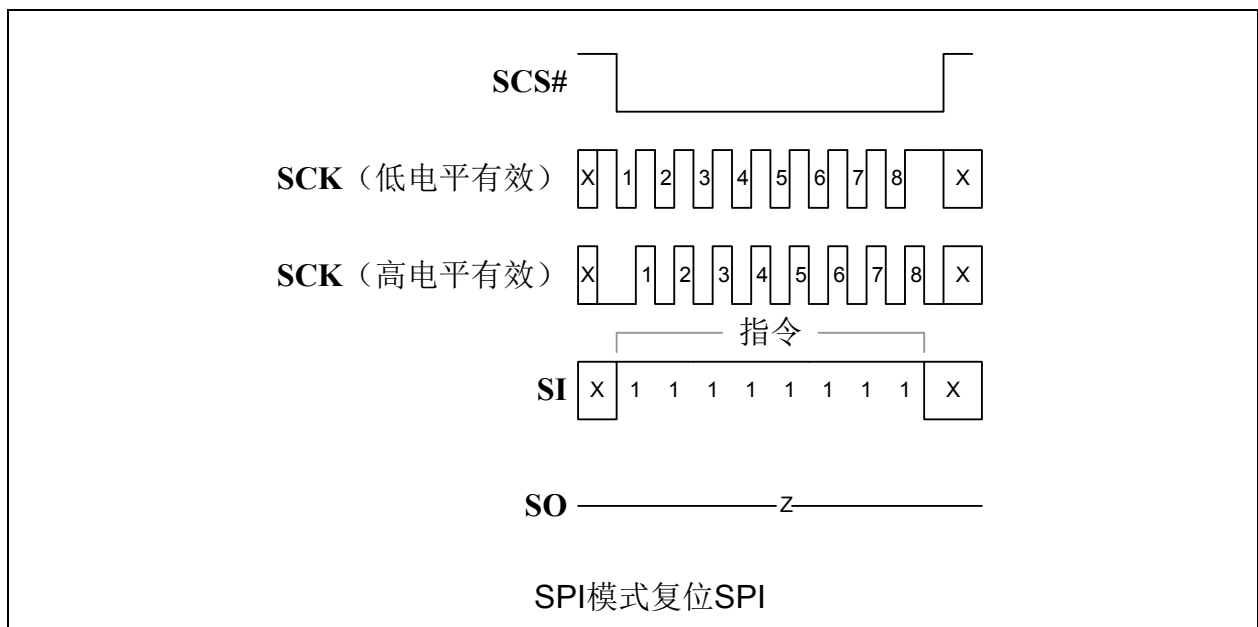 SCS#
SCK（低电平有效） X 1 2 3 4 5 6 7 8 X
SCK（高电平有效） X 1 2 3 4 5 6 7 8 X
指令
SI X 1 1 1 1 1 1 1 1 X
SO Z
SPI模式复位SPI